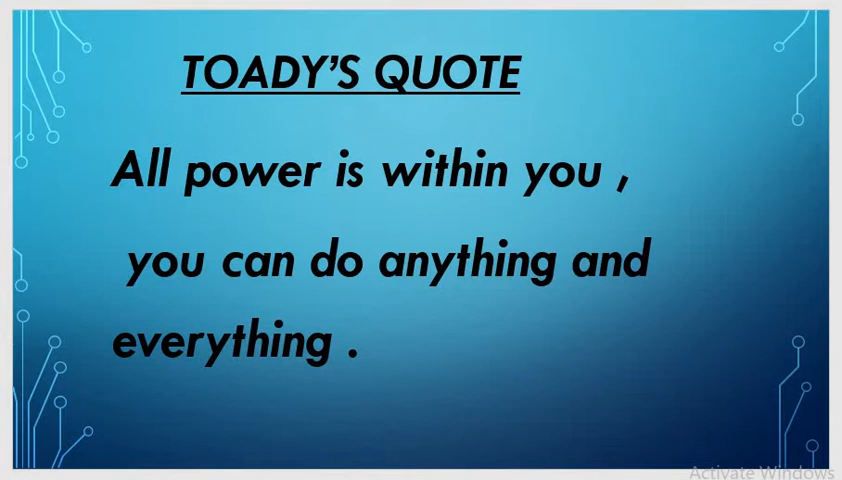 TOADY’S QUOTE
All power is within you ,
you can do anything and
everything .
Activate Windows